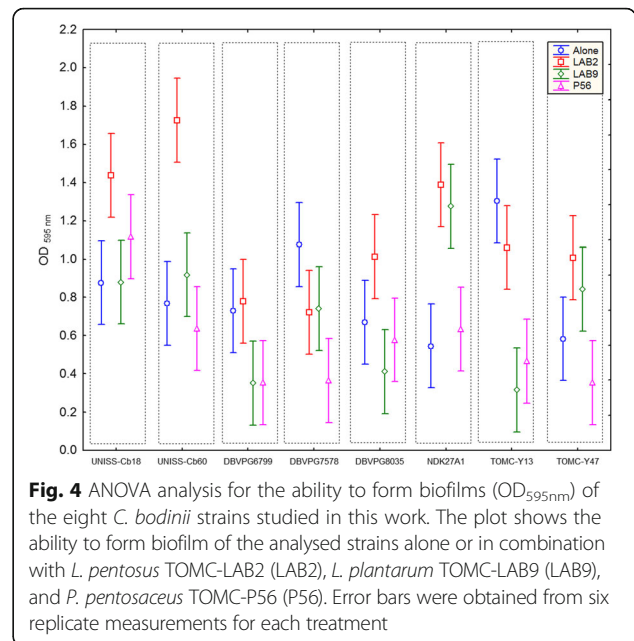 2.2
2.0
1.8
1.6
1.4
1.2
1.0
0.8
0.6
0.4
0.2
0.0
OD 595 nm
Alone
LAB2
LAB9
P56
UNISS-Cb18 UNISS-Cb60 DBVPG6799 DBVPG7578 DBVPG8035 NDK27A1 TOMC-Y13 TOMC-Y47
Fig. 4 ANOVA analysis for the ability to form biofilms (OD595nm) of
the eight C. bodinii strains studied in this work. The plot shows the
ability to form biofilm of the analysed strains alone or in combination
with L. pentosus TOMC-LAB2 (LAB2), L. plantarum TOMC-LAB9 (LAB9),
and P. pentosaceus TOMC-P56 (P56). Error bars were obtained from six
replicate measurements for each treatment